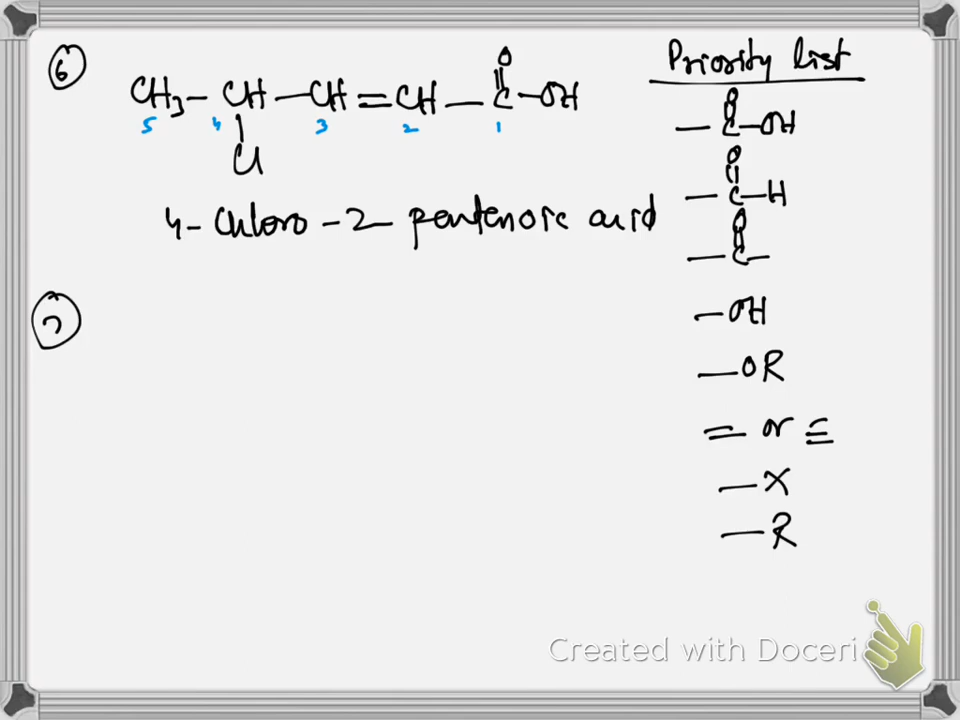 6
O
CH3 - CH - CH = CH - C - OH
5 4 3 2 1
Cl
4- Chloro - 2 - pentenoic acid
7
Priority list
O
- C - OH
O
- C - H
O
- C -
- OH
- OR
= or ≡
- X
- R
Created with Doceri